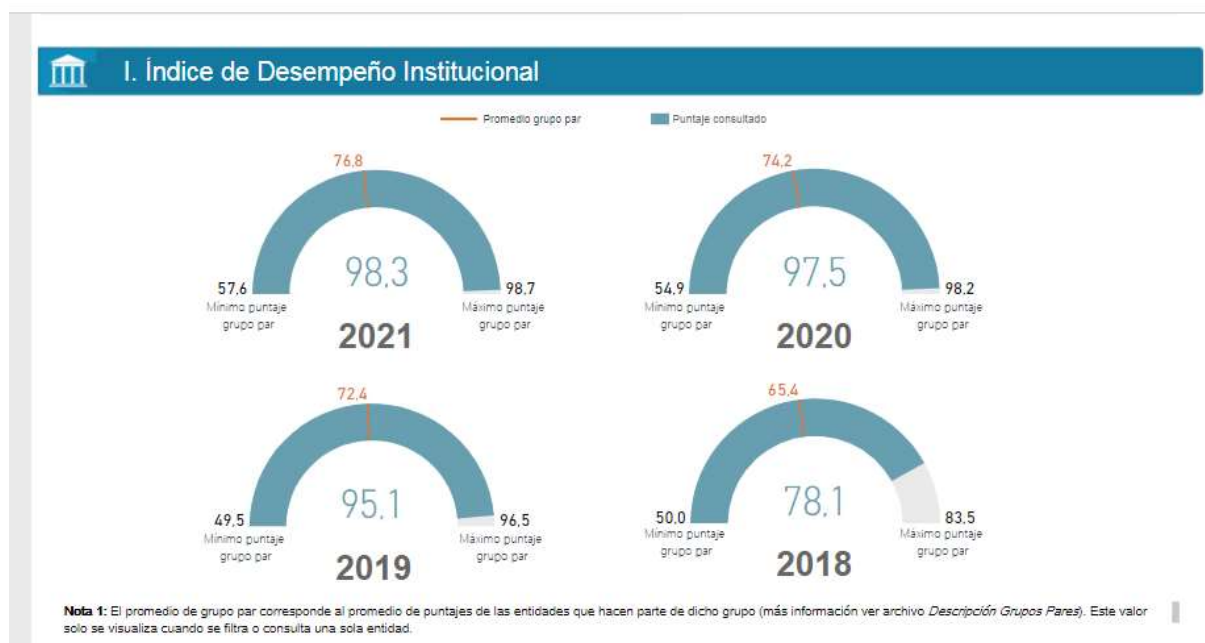 I. Índice de Desempeño Institucional
Promedio grupo par
Puntaje consultado
76,8
98,3
57,6
Mínimo puntaje
grupo par
98,7
Máximo puntaje
grupo par
2021
74,2
97,5
54,9
Mínimo puntaje
grupo par
98,2
Máximo puntaje
grupo par
2020
72,4
95,1
49,5
Mínimo puntaje
grupo par
96,5
Máximo puntaje
grupo par
2019
65,4
78,1
50,0
Mínimo puntaje
grupo par
83,5
Máximo puntaje
grupo par
2018
Nota 1: El promedio de grupo par corresponde al promedio de puntajes de las entidades que hacen parte de dicho grupo (más información ver archivo Descripción Grupos Pares). Este valor
solo se visualiza cuando se filtra o consulta una sola entidad.